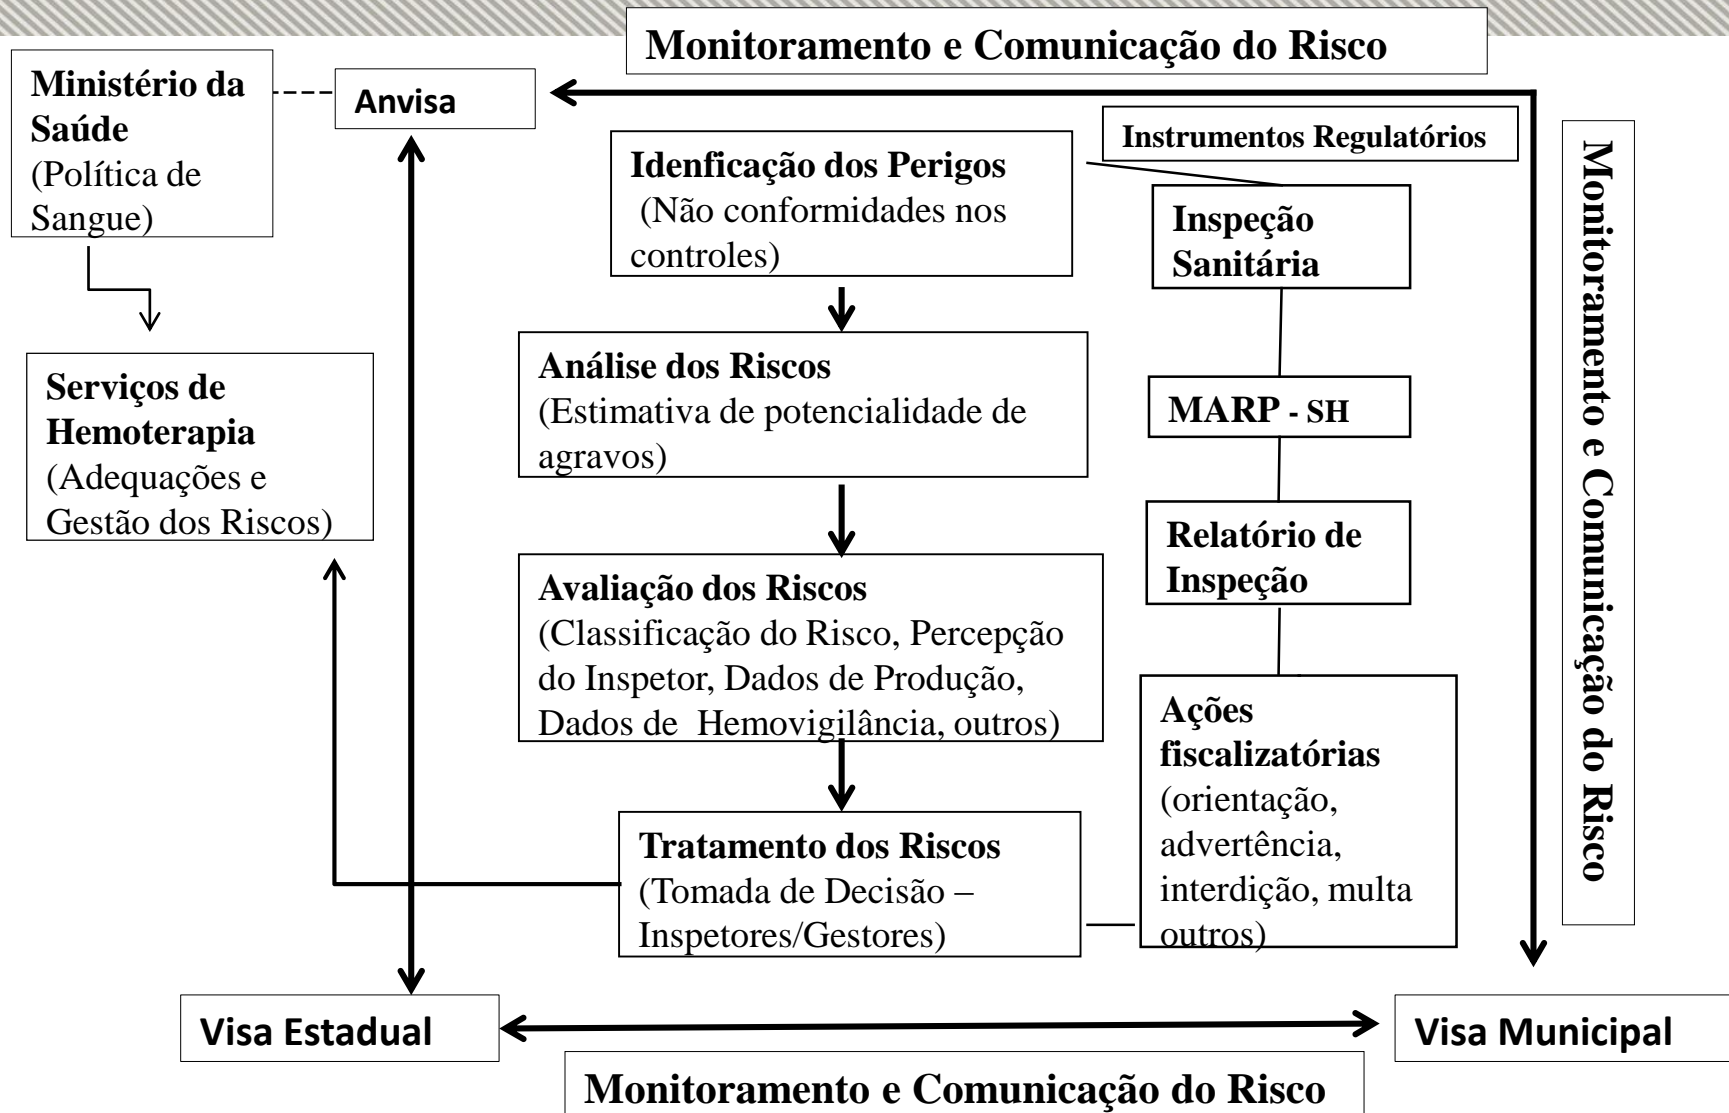 Monitoramento e Comunicação do Risco
Ministério da
Saúde
(Política de
Sangue)
Anvisa
Instrumentos Regulatórios
Idenficação dos Perigos
(Não conformidades nos
controles)
Inspeção
Sanitária
Monitoramento e Comunicação do Risco
Análise dos Riscos
(Estimativa de potencialidade de
agravos)
MARP - SH
Serviços de
Hemoterapia
(Adequações e
Gestão dos Riscos)
Relatório de
Inspeção
Avaliação dos Riscos
(Classificação do Risco, Percepção
do Inspetor, Dados de Produção,
Dados de Hemovigilância, outros)
Ações
fiscalizatórias
(orientação,
advertência,
interdição, multa
outros)
Tratamento dos Riscos
(Tomada de Decisão –
Inspetores/Gestores)
Visa Estadual
Visa Municipal
Monitoramento e Comunicação do Risco